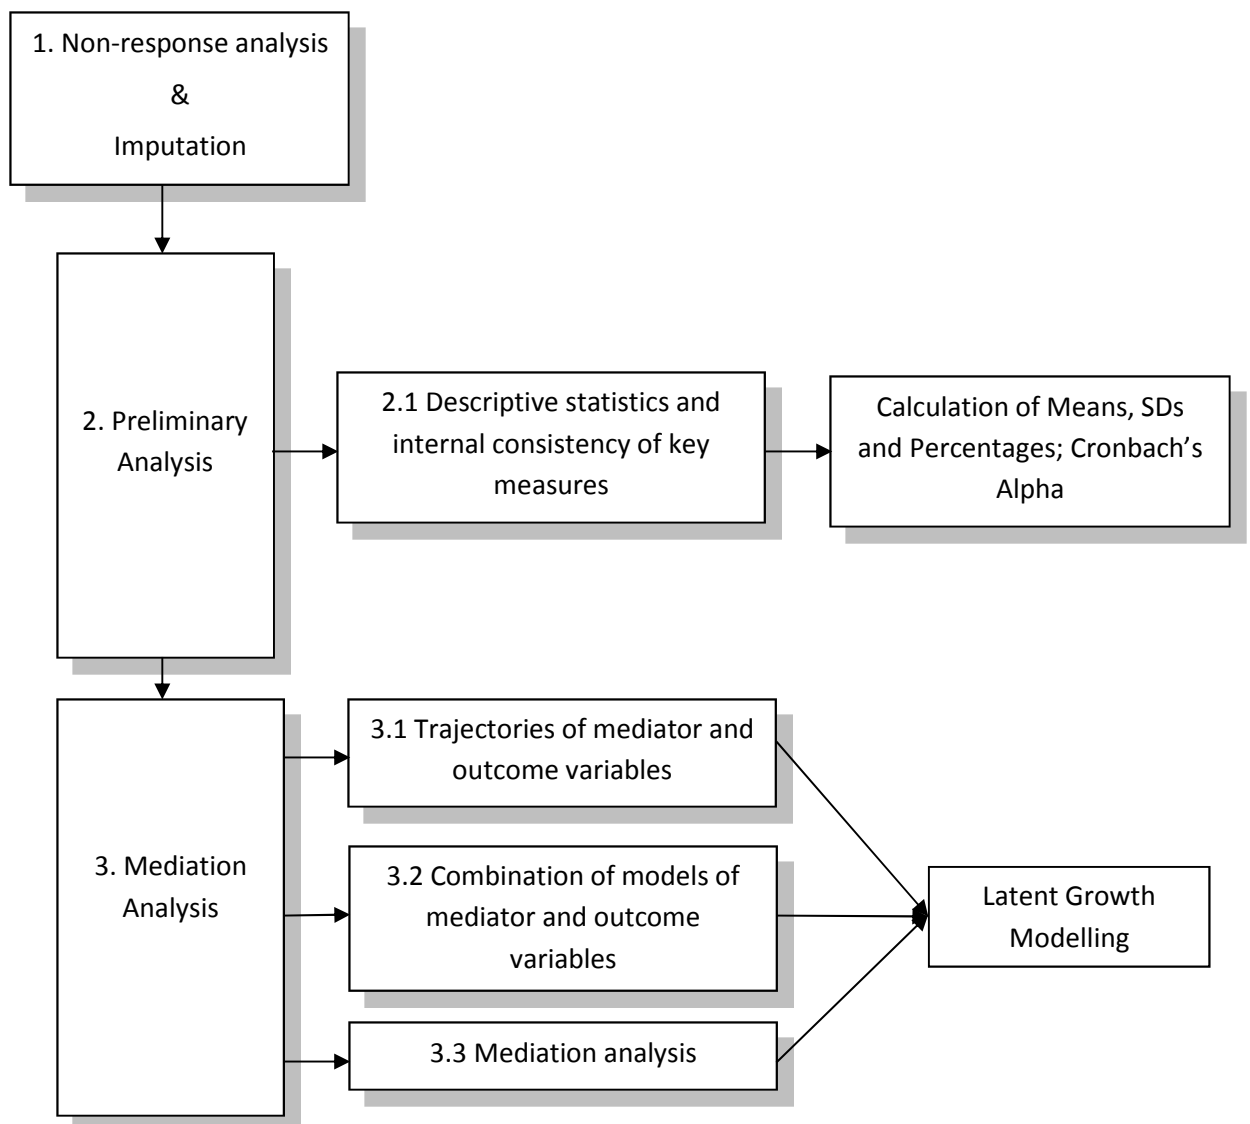 1. Non-response analysis
&
Imputation
2. Preliminary
Analysis
2.1 Descriptive statistics and
internal consistency of key
measures
Calculation of Means, SDs
and Percentages; Cronbach’s
Alpha
3. Mediation
Analysis
3.1 Trajectories of mediator and
outcome variables
3.2 Combination of models of
mediator and outcome
variables
3.3 Mediation analysis
Latent Growth
Modelling